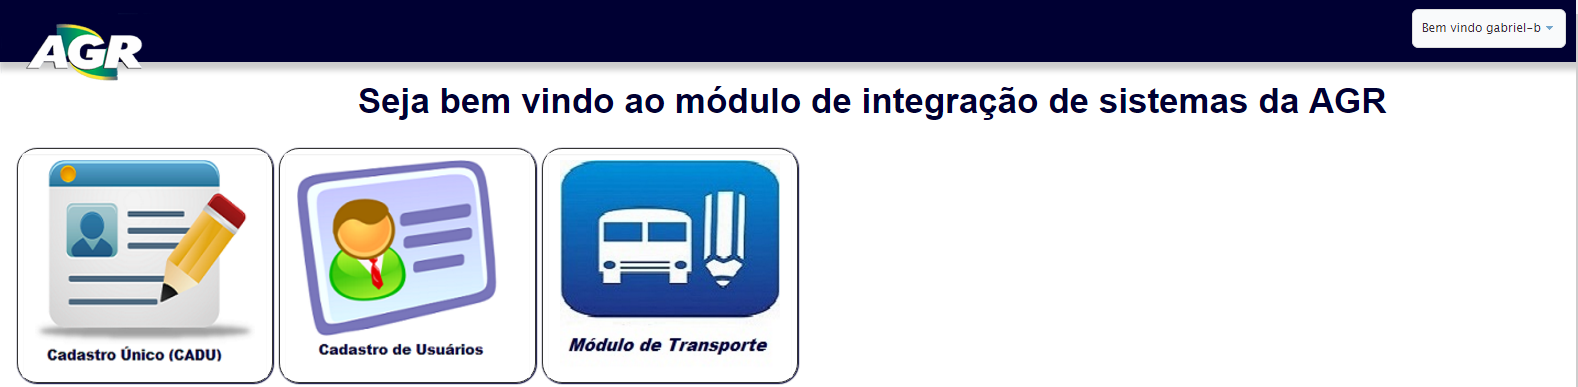 AGR
Bem vindo gabriel-b
Seja bem vindo ao módulo de integração de sistemas da AGR
Cadastro Único (CADU)
Cadastro de Usuários
Módulo de Transporte